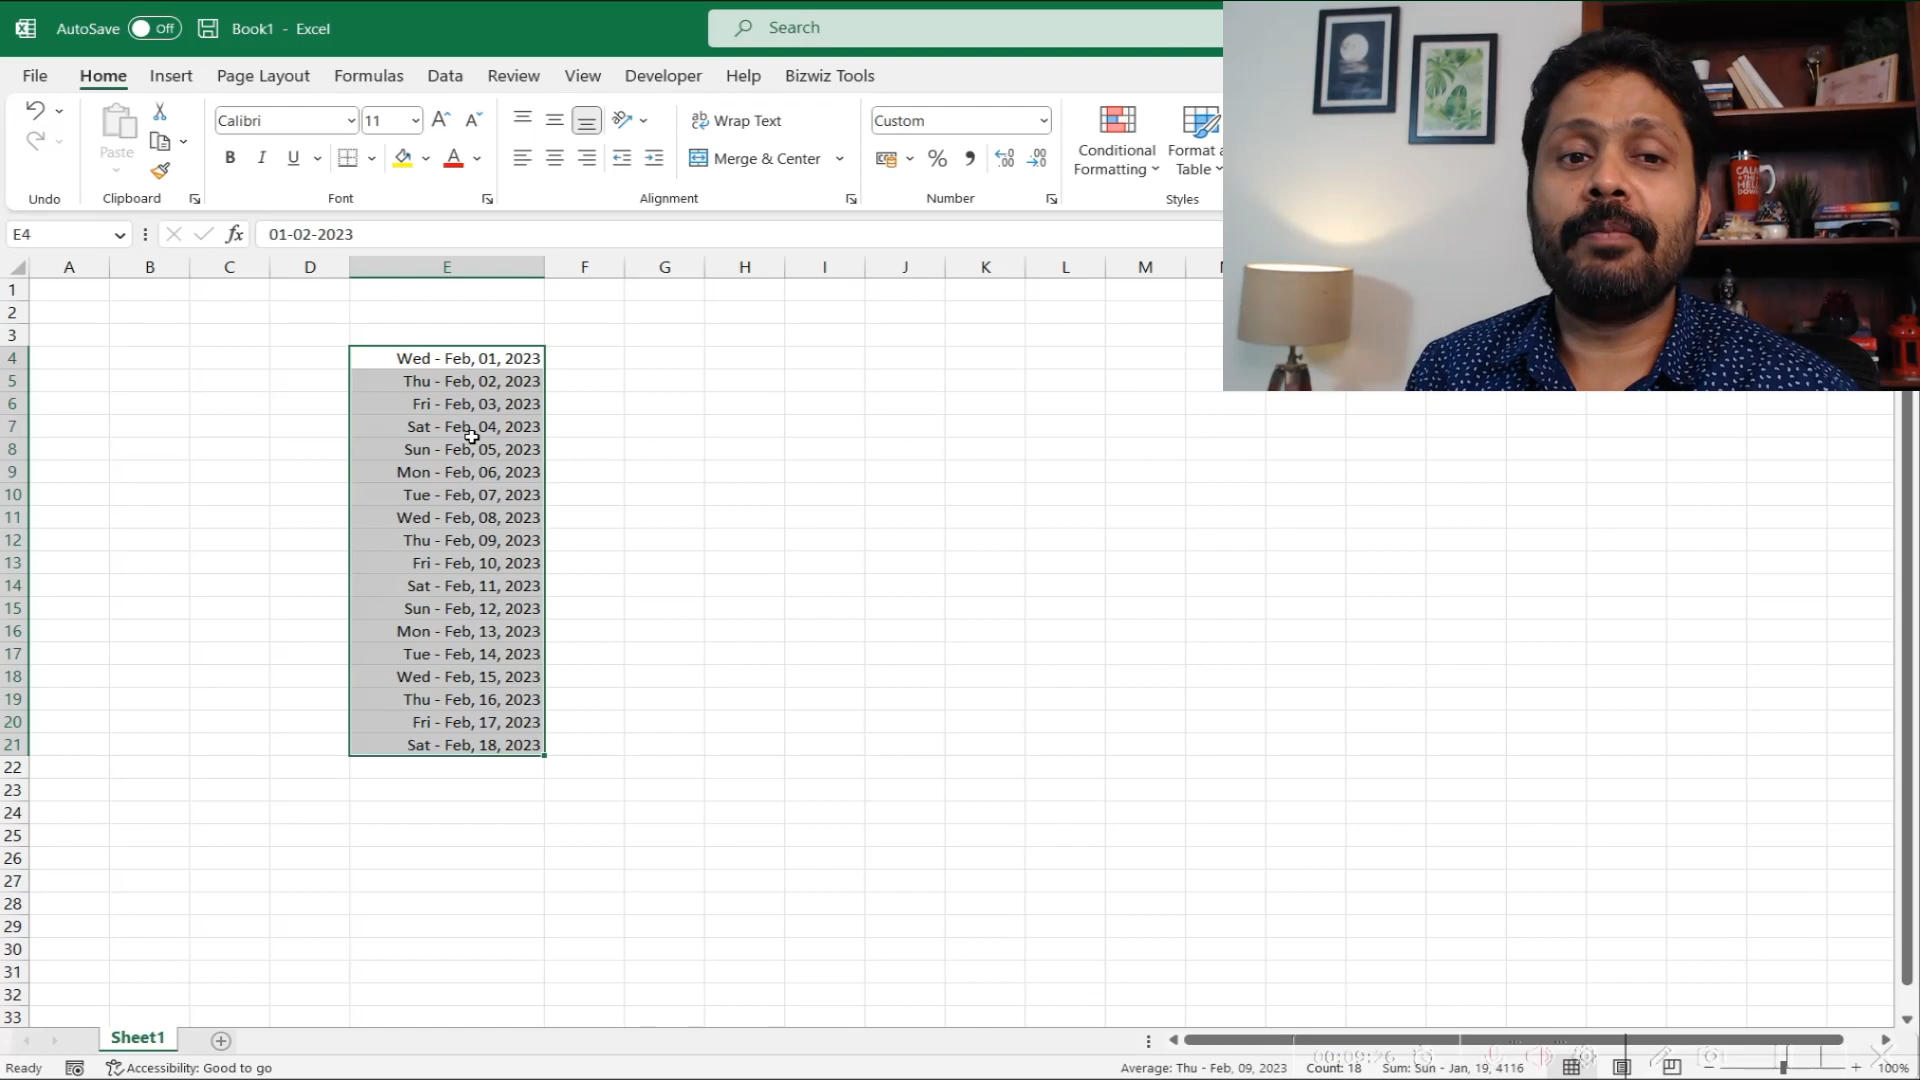 AutoSave Off Book1 - Excel Search
File Home Insert Page Layout Formulas Data Review View Developer Help Bizwiz Tools
Calibri 11 Wrap Text Custom
Paste B I U A Merge & Center % Conditional Formatting Format a Table
Undo Clipboard Font Alignment Number Styles
E4 fx 01-02-2023
A B C D E F G H I J K L M
1
2
3
4 Wed - Feb, 01, 2023
5 Thu - Feb, 02, 2023
6 Fri - Feb, 03, 2023
7 Sat - Feb, 04, 2023
8 Sun - Feb, 05, 2023
9 Mon - Feb, 06, 2023
10 Tue - Feb, 07, 2023
11 Wed - Feb, 08, 2023
12 Thu - Feb, 09, 2023
13 Fri - Feb, 10, 2023
14 Sat - Feb, 11, 2023
15 Sun - Feb, 12, 2023
16 Mon - Feb, 13, 2023
17 Tue - Feb, 14, 2023
18 Wed - Feb, 15, 2023
19 Thu - Feb, 16, 2023
20 Fri - Feb, 17, 2023
21 Sat - Feb, 18, 2023
22
23
24
25
26
27
28
29
30
31
32
33
Sheet1
00:09:26
Ready Accessibility: Good to go Average: Thu - Feb, 09, 2023 Count: 18 Sum: Sun - Jan, 19, 4116 100%